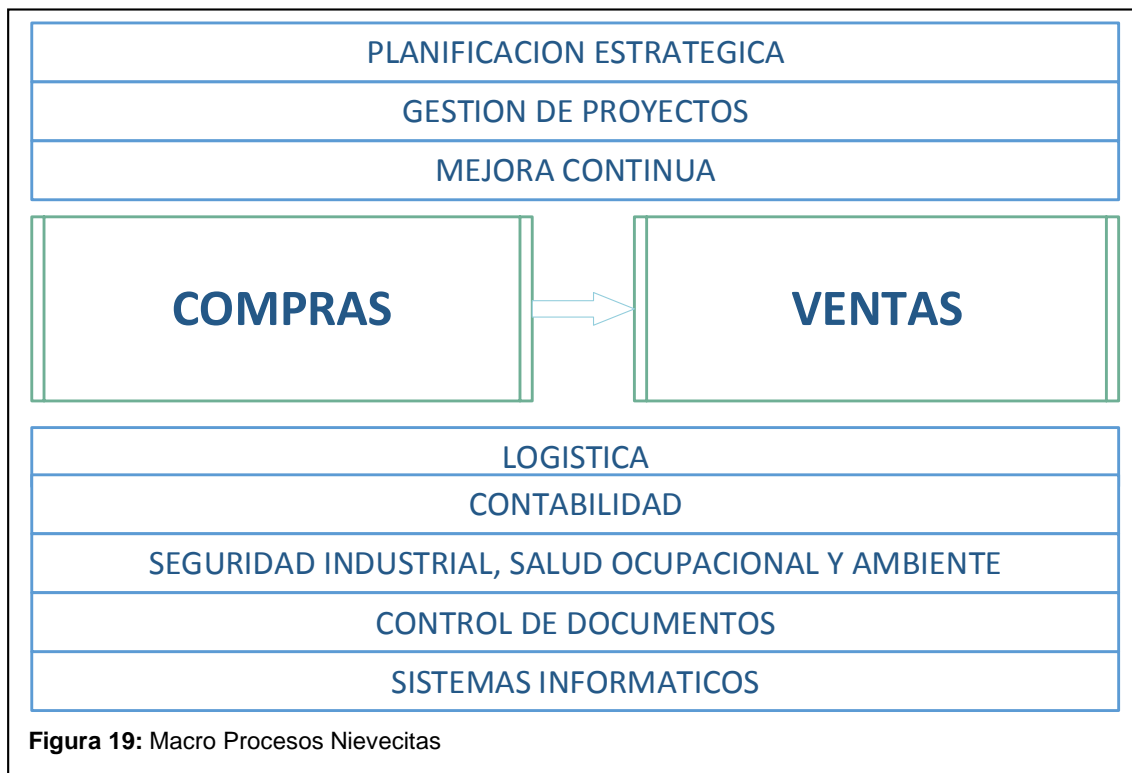 PLANIFICACION ESTRATEGICA
GESTION DE PROYECTOS
MEJORA CONTINUA
COMPRAS
VENTAS
LOGISTICA
CONTABILIDAD
SEGURIDAD INDUSTRIAL, SALUD OCUPACIONAL Y AMBIENTE
CONTROL DE DOCUMENTOS
SISTEMAS INFORMATICOS
Figura 19: Macro Procesos Nievecitas